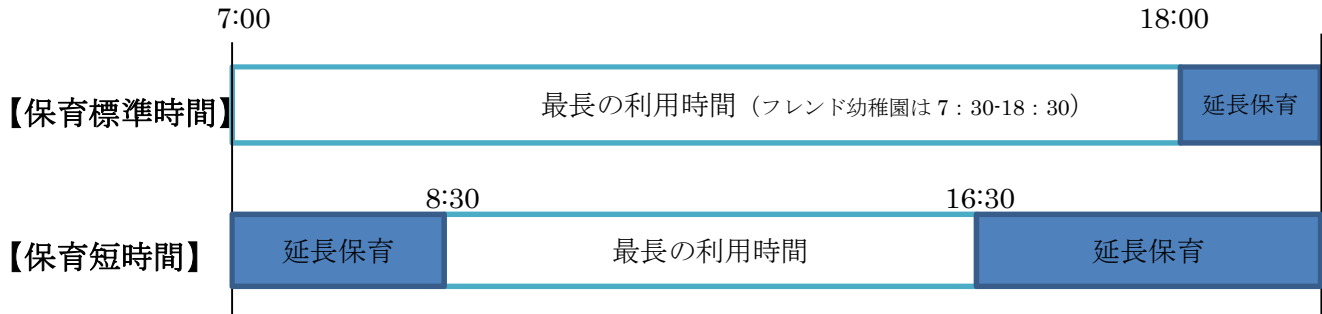 7:00 18:00
【保育標準時間】 最長の利用時間（フレンド幼稚園は 7：30-18：30） 延長保育
8:30 16:30
【保育短時間】 延長保育 最長の利用時間 延長保育